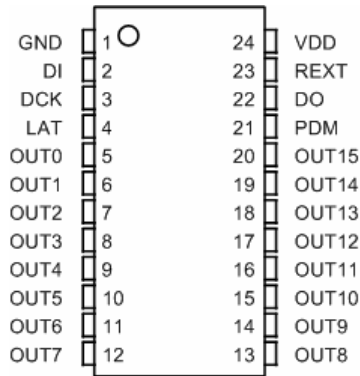 GND 1 24 VDD
DI 2 23 REXT
DCK 3 22 DO
LAT 4 21 PDM
OUT0 5 20 OUT15
OUT1 6 19 OUT14
OUT2 7 18 OUT13
OUT3 8 17 OUT12
OUT4 9 16 OUT11
OUT5 10 15 OUT10
OUT6 11 14 OUT9
OUT7 12 13 OUT8